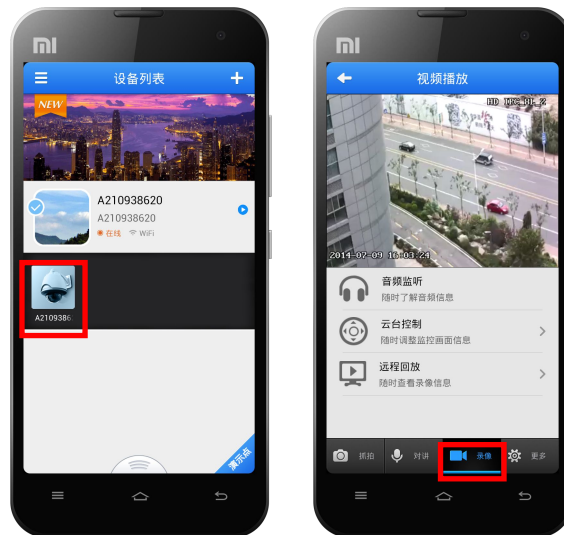 设备列表
NEW
A210938620
A210938620
在线 WiFi
A2109386
演示点
视频播放
2014-02-09 16:03:24
音频监听
随时了解音频信息
云台控制
随时调整监控画面信息
远程回放
随时查看录像信息
抓拍 对讲 录像 更多